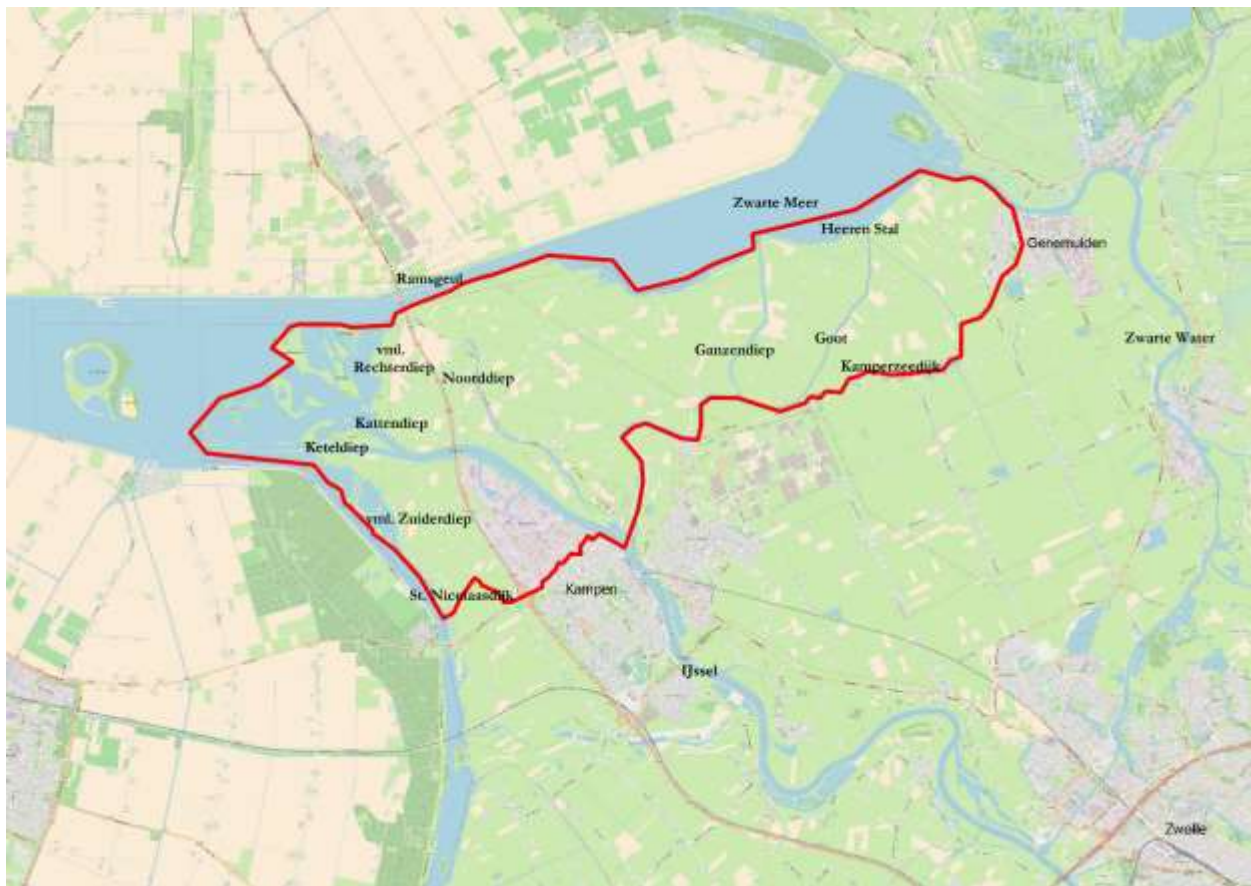 Zwarte Meer
Heeren Stal
Genemuiden
Ramsgeul
Zwarte Water
vml.
Rechterdiep
Noorddiep
Ganzendiep
Goot
Kamperzeedijk
Kattendiep
Keteldiep
vml. Zuiderdiep
St. Nicolaasdijk
Kampen
IJssel
Zwolle